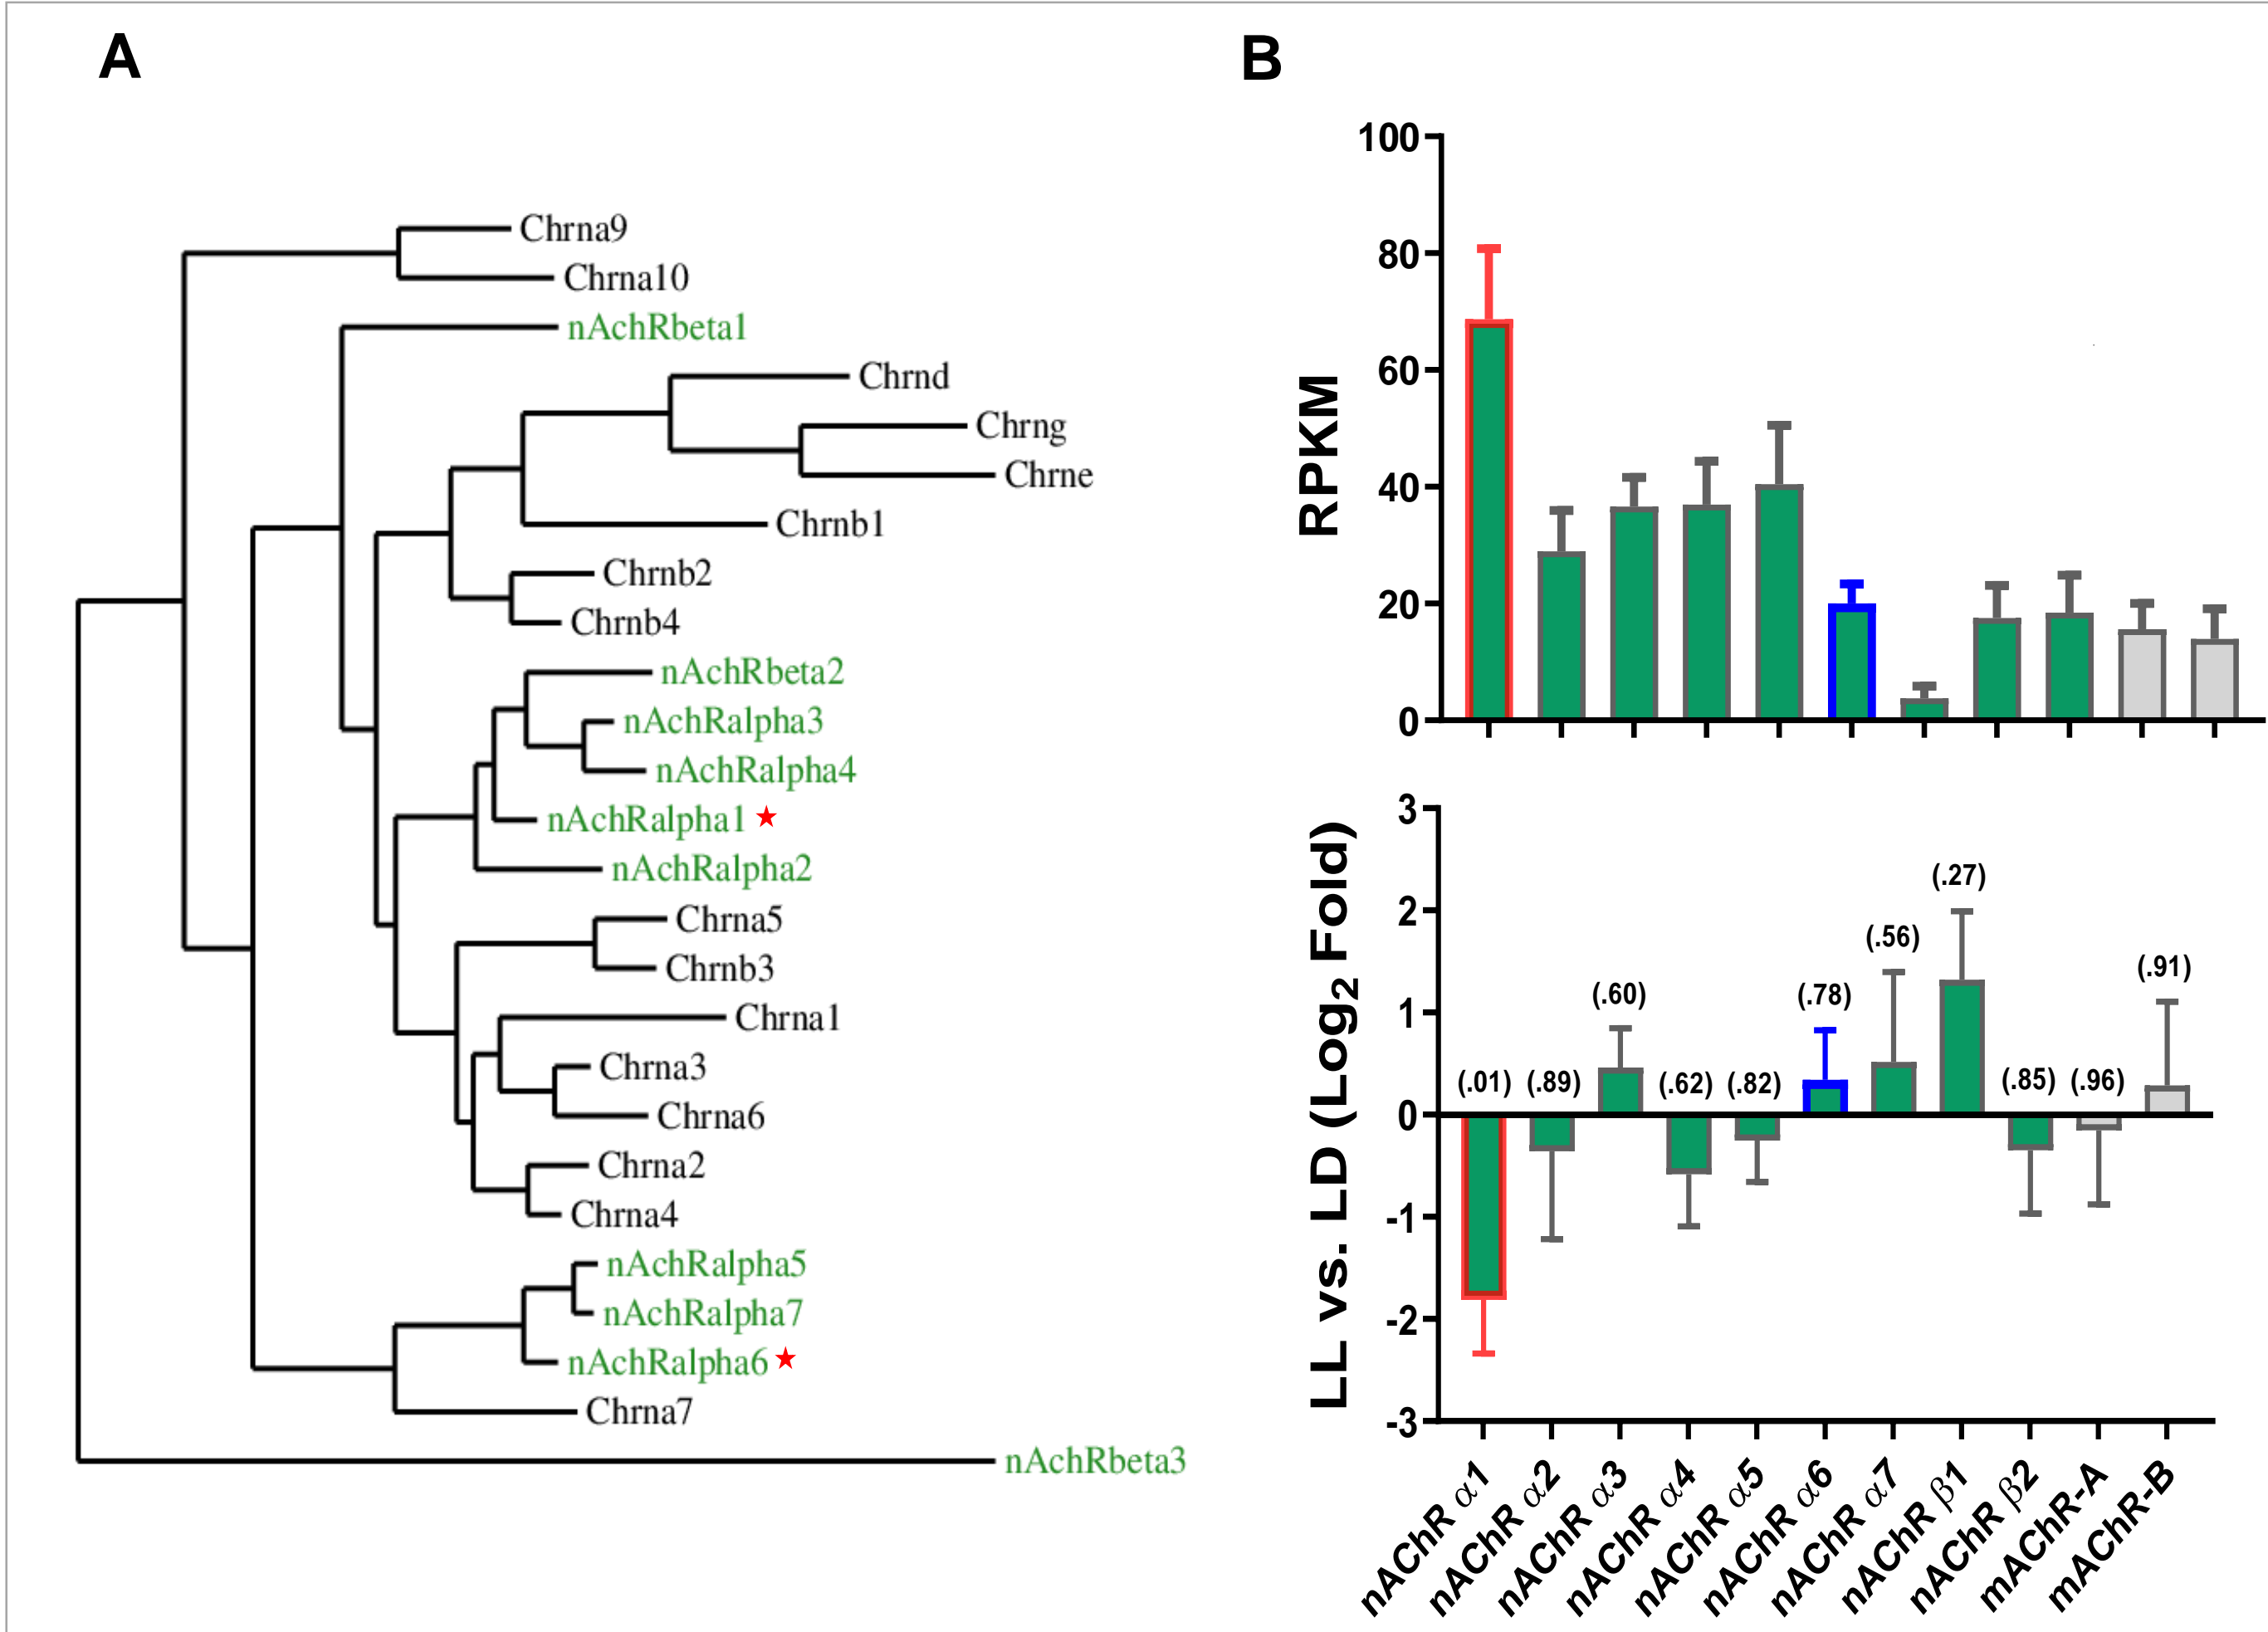 A
Chrna9
Chrna10
nAchRbeta1
Chrnd
Chrng
Chrne
Chrnb1
Chrnb2
Chrnb4
nAchRbeta2
nAchRalpha3
nAchRalpha4
nAchRalpha1
nAchRalpha2
Chrna5
Chrnb3
Chrna1
Chrna3
Chrna6
Chrna2
Chrna4
nAchRalpha5
nAchRalpha7
nAchRalpha6
Chrna7
nAchRbeta3
B
RPKM
100
80
60
40
20
0
LL vs. LD (Log2 Fold)
3
2
1
0
-1
-2
-3
(.01) (.89) (.60) (.62) (.82) (.78) (.56) (.27) (.85) (.96) (.91)
nAChR α1
nAChR α2
nAChR α3
nAChR α4
nAChR α5
nAChR α6
nAChR α7
nAChR β1
nAChR β2
mAChR-A
mAChR-B